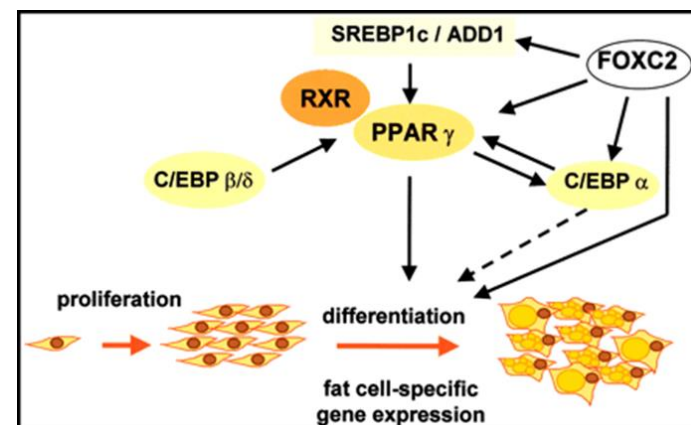 SREBP1c / ADD1
FOXC2
RXR
PPAR γ
C/EBP β/δ
C/EBP α
proliferation
differentiation
fat cell-specific
gene expression